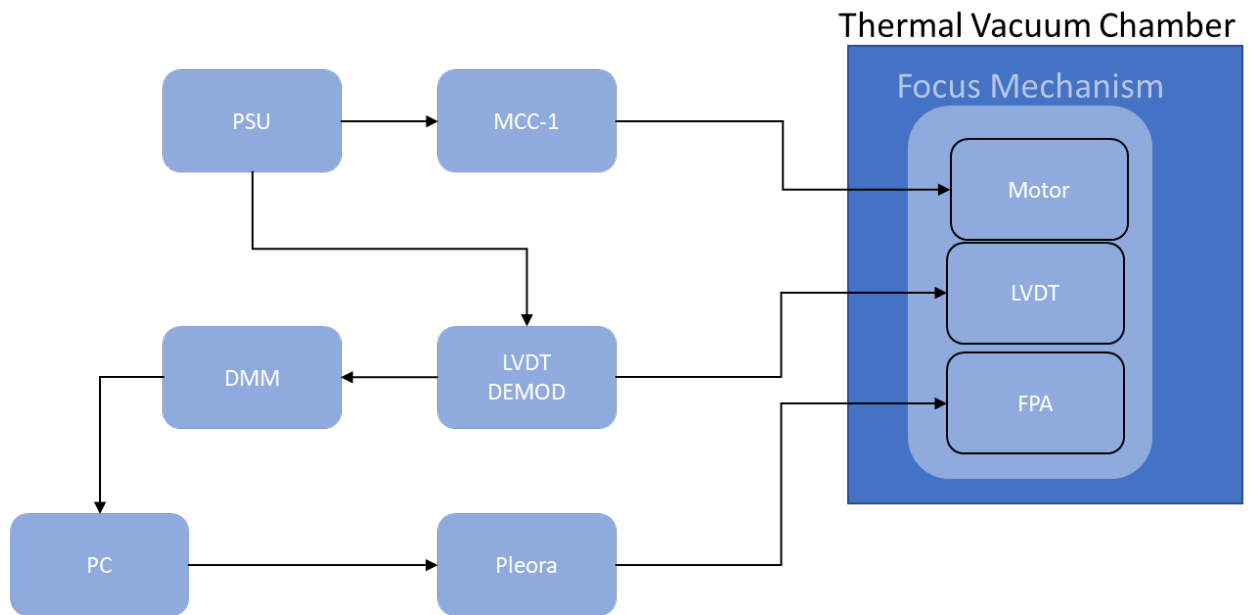 Thermal Vacuum Chamber
Focus Mechanism
PSU
MCC-1
Motor
LVDT
DMM
LVDT
DEMOD
FPA
PC
Pleora